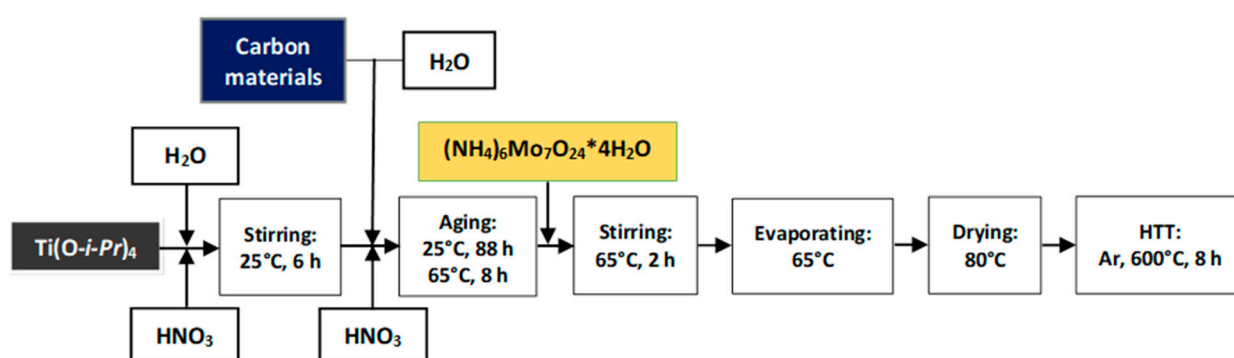 Carbon
materials
H₂O
H₂O
(NH₄)₆Mo₇O₂₄*4H₂O
Ti(O-i-Pr)₄
Stirring:
25°C, 6 h
Aging:
25°C, 88 h
65°C, 8 h
Stirring:
65°C, 2 h
Evaporating:
65°C
Drying:
80°C
HTT:
Ar, 600°C, 8 h
HNO₃
HNO₃